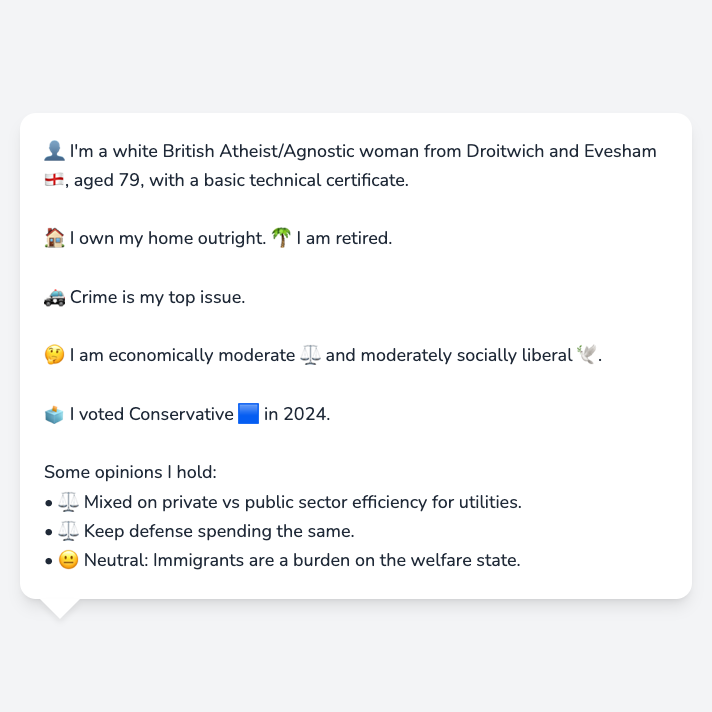 👤 I'm a white British Atheist/Agnostic woman from Droitwich and Evesham
🏴󠁧󠁢󠁥󠁮󠁧󠁿, aged 79, with a basic technical certificate.
🏠 I own my home outright. 🌴 I am retired.
🚓 Crime is my top issue.
🤔 I am economically moderate ⚖️ and moderately socially liberal 🕊️.
🗳️ I voted Conservative 🟦 in 2024.
Some opinions I hold:
• ⚖️ Mixed on private vs public sector efficiency for utilities.
• ⚖️ Keep defense spending the same.
• 😐 Neutral: Immigrants are a burden on the welfare state.